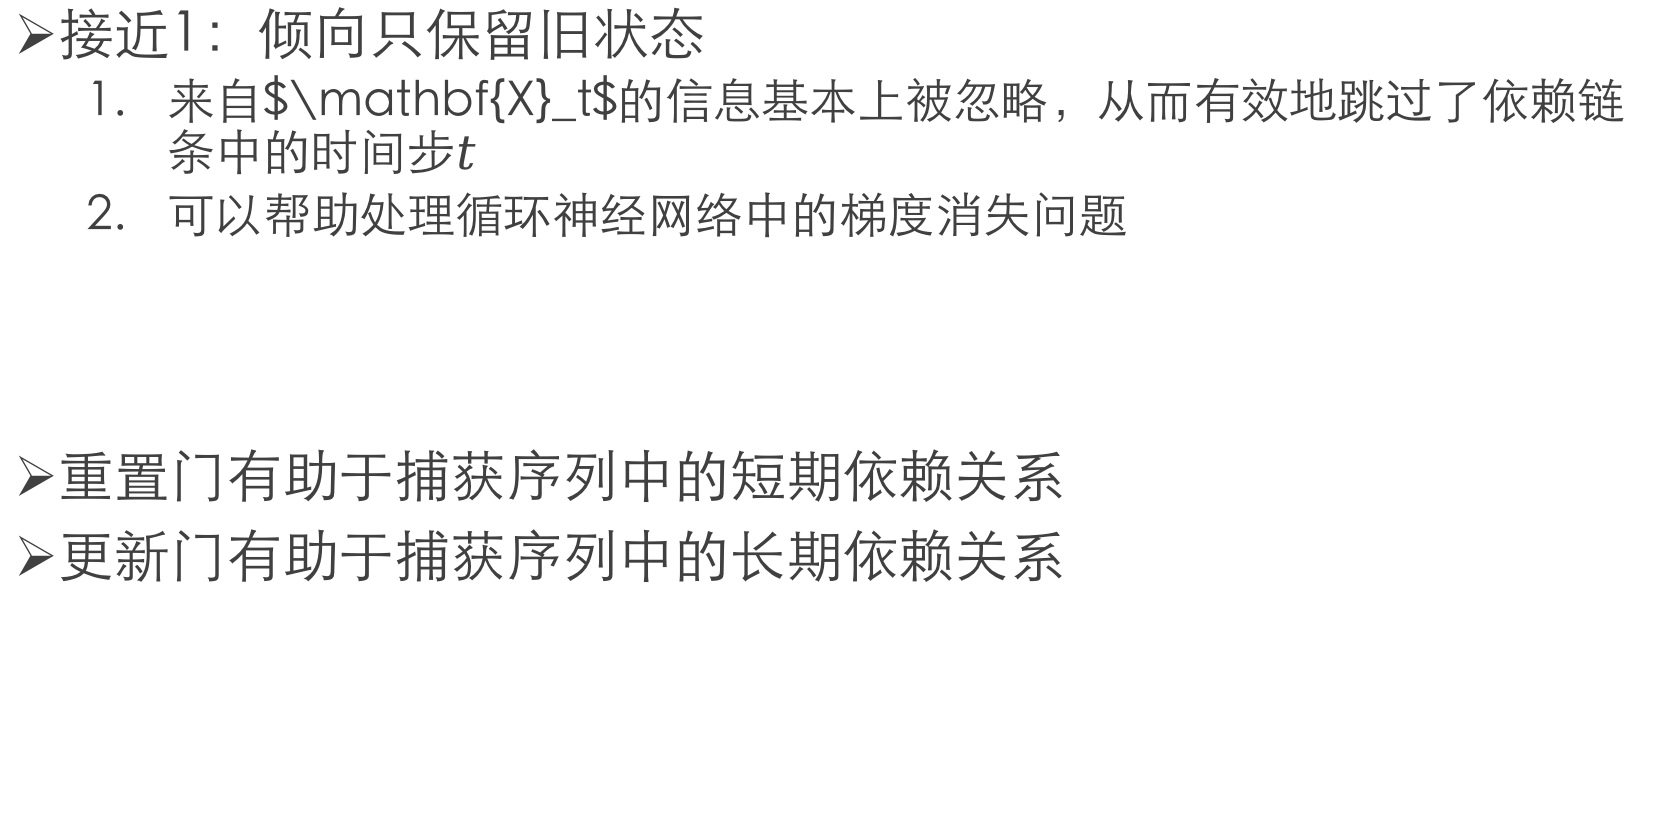 ➢接近1：倾向只保留旧状态
1. 来自$\mathbf{X}_t$的信息基本上被忽略，从而有效地跳过了依赖链
条中的时间步t
2. 可以帮助处理循环神经网络中的梯度消失问题
➢重置门有助于捕获序列中的短期依赖关系
➢更新门有助于捕获序列中的长期依赖关系